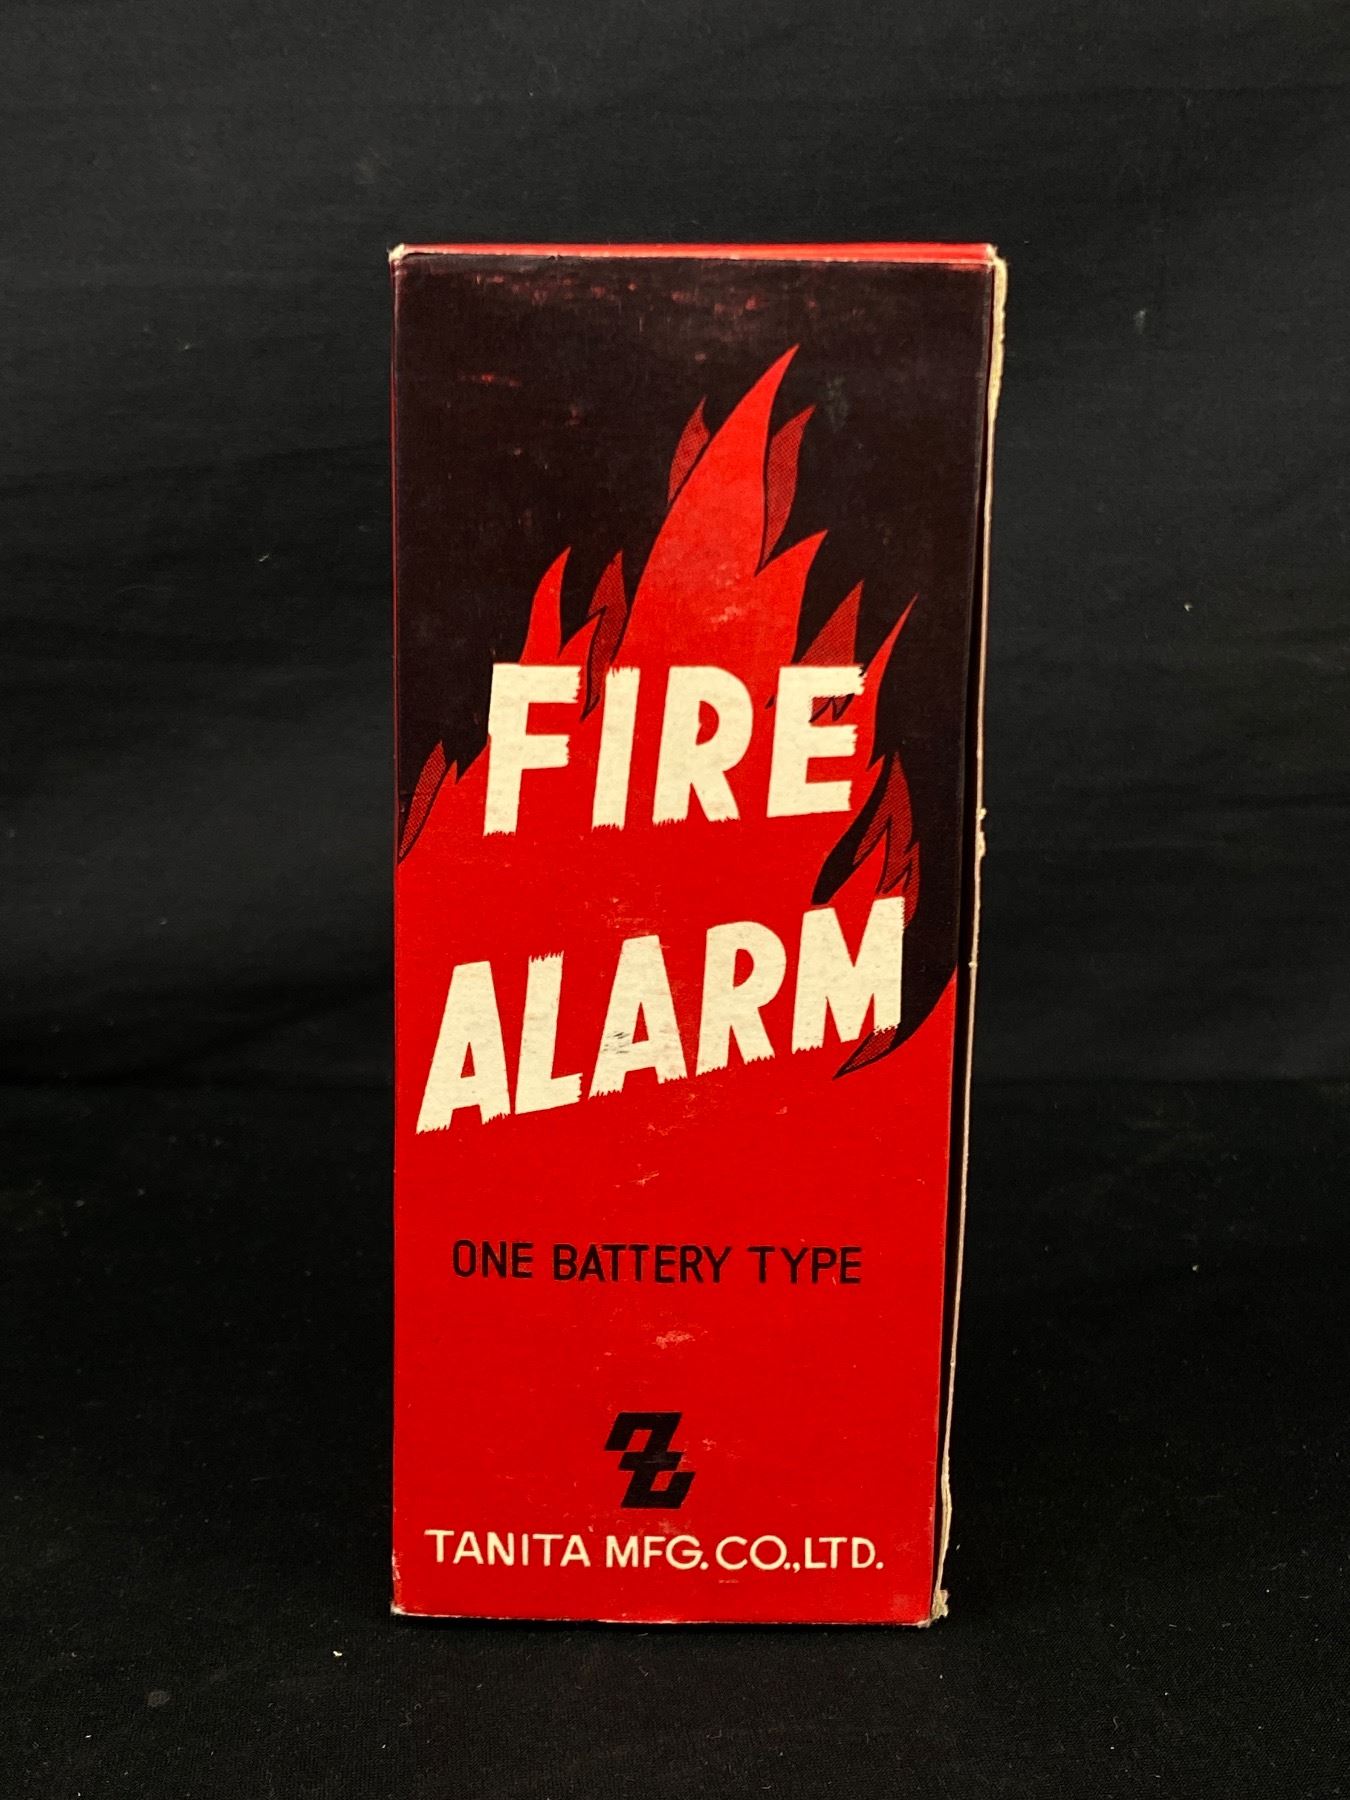 FIRE
ALARM
ONE BATTERY TYPE
TANITA MFG. CO., LTD.